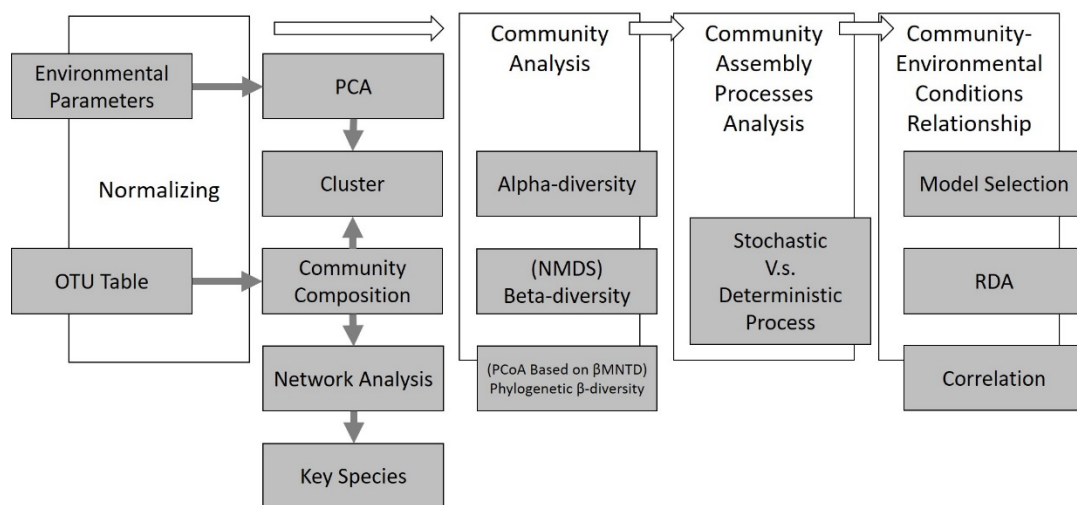 Environmental
Parameters
Normalizing
OTU Table
PCA
Cluster
Community
Composition
Network Analysis
Key Species
Community
Analysis
Alpha-diversity
(NMDS)
Beta-diversity
(PCoA Based on βMNTD)
Phylogenetic β-diversity
Community
Assembly
Processes
Analysis
Stochastic
V.s.
Deterministic
Process
Community-
Environmental
Conditions
Relationship
Model Selection
RDA
Correlation